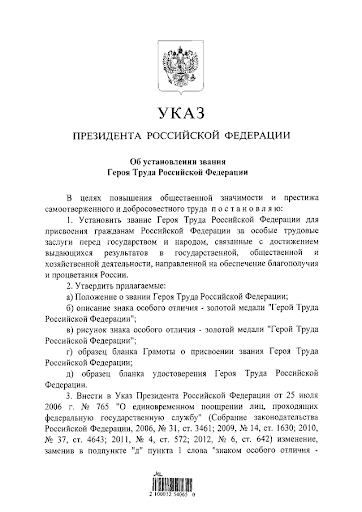 УКАЗ
ПРЕЗИДЕНТА РОССИЙСКОЙ ФЕДЕРАЦИИ
Об установлении звания
Героя Труда Российской Федерации
В целях повышения общественной значимости и престижа
самоотверженного и добросовестного труда п о с т а н о в л я ю:
1. Установить звание Героя Труда Российской Федерации для
присвоения гражданам Российской Федерации за особые трудовые
заслуги перед государством и народом, связанные с достижением
выдающихся результатов в государственной, общественной и
хозяйственной деятельности, направленной на обеспечение благополучия
и процветания России.
2. Утвердить прилагаемые:
а) Положение о звании Героя Труда Российской Федерации;
б) описание знака особого отличия - золотой медали "Герой Труда
Российской Федерации";
в) рисунок знака особого отличия - золотой медали "Герой Труда
Российской Федерации";
г) образец бланка Грамоты о присвоении звания Героя Труда
Российской Федерации;
д) образец бланка удостоверения Героя Труда Российской
Федерации.
3. Внести в Указ Президента Российской Федерации от 25 июля
2006 г. № 765 "О единовременном поощрении лиц, проходящих
федеральную государственную службу" (Собрание законодательства
Российской Федерации, 2006, № 31, ст. 3461; 2009, № 14, ст. 1630; 2010,
№ 37, ст. 4643; 2011, № 4, ст. 572; 2012, № 6, ст. 642) изменение,
заменив в подпункте "д" пункта 1 слова "знаком особого отличия -
2 100012 54065 0